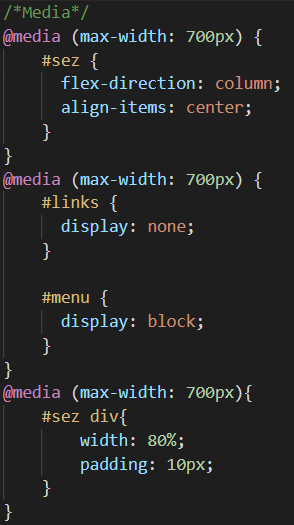 /*Media*/
@media (max-width: 700px) {
    #sez {
      flex-direction: column;
      align-items: center;
    }
}
@media (max-width: 700px) {
    #links {
      display: none;
    }

    #menu {
      display: block;
    }
}
@media (max-width: 700px){
    #sez div{
        width: 80%;
        padding: 10px;
    }
}